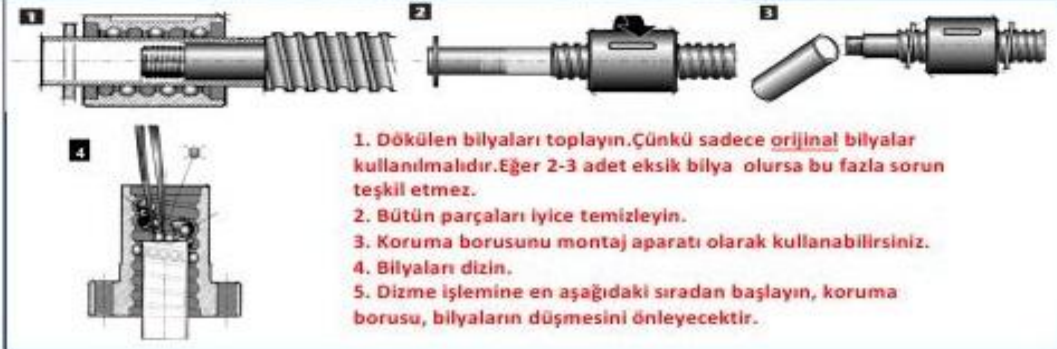 1
2
3
4
1. Dökülen bilyaları toplayın.Çünkü sadece orijinal bilyalar
kullanılmalıdır.Eğer 2-3 adet eksik bilya olursa bu fazla sorun
teşkil etmez.
2. Bütün parçaları iyice temizleyin.
3. Koruma borusunu montaj aparatı olarak kullanabilirsiniz.
4. Bilyaları dizin.
5. Dizme işlemine en aşağıdaki sıradan başlayın, koruma
borusu, bilyaların düşmesini önleyecektir.